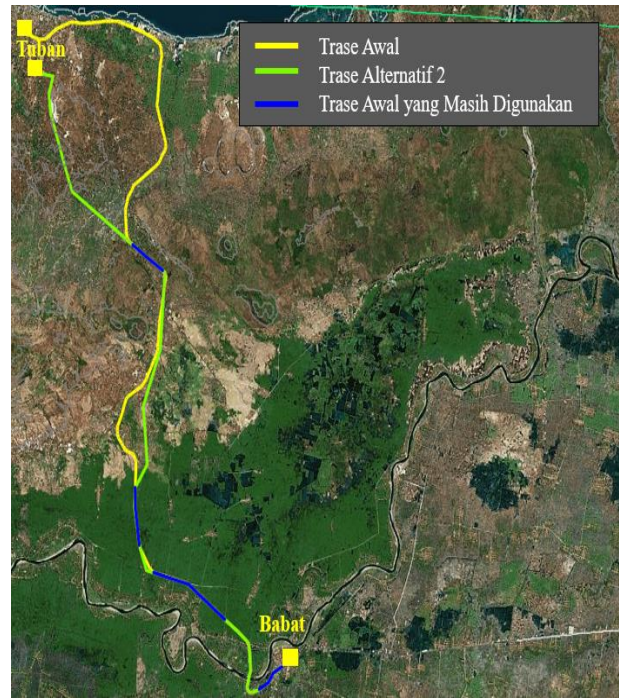 Tuban
Trase Awal
Trase Alternatif 2
Trase Awal yang Masih Digunakan
Babat